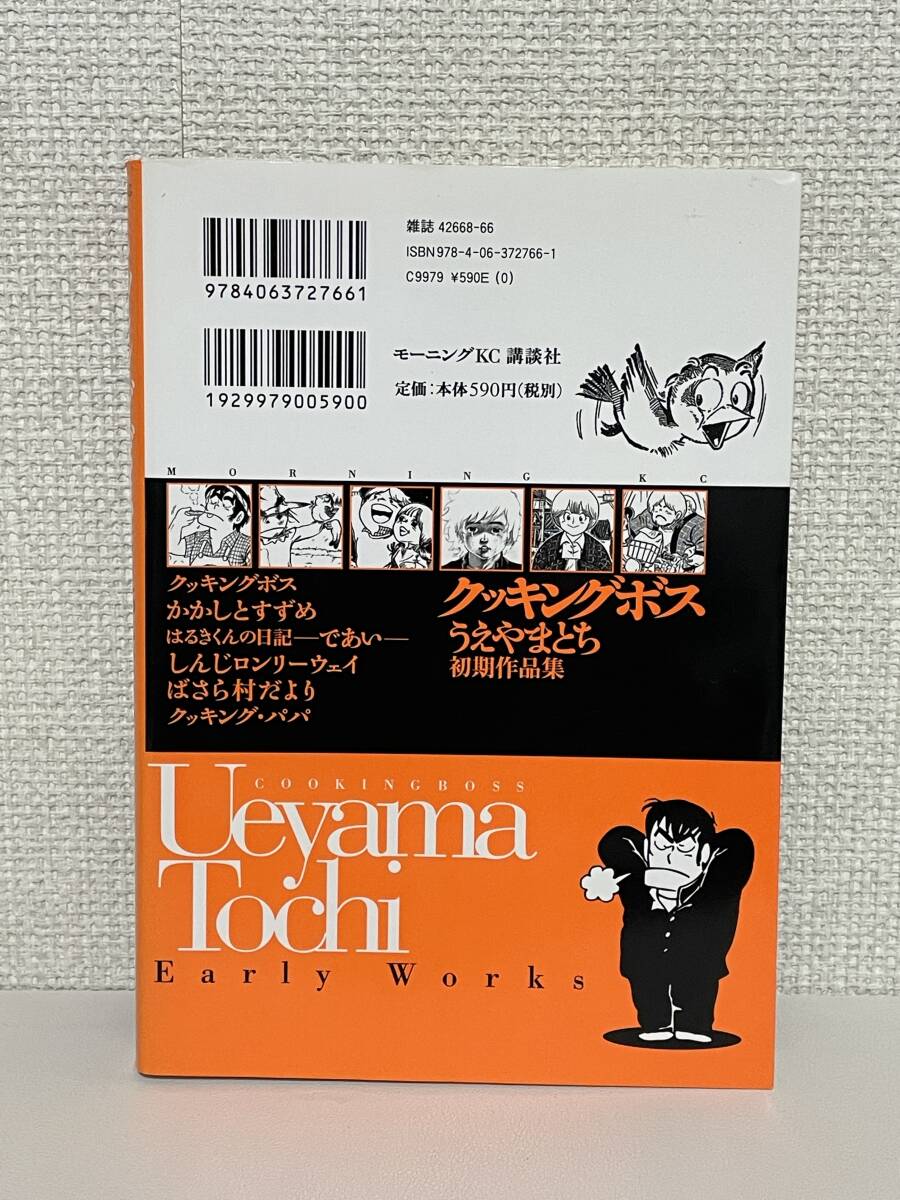 雑誌 42668-66
ISBN978-4-06-372766-1
C9979 ¥590E (0)
9784063727661
モーニングKC 講談社
定価：本体590円（税別）
1929979005900
MORNING KC
クッキングボス
かかしとすずめ
はるきくんの日記―であい―
しんじロンリーウェイ
ばさら村だより
クッキング・パパ
クッキングボス
うえやまとち
初期作品集
COOKINGBOSS
Ueyama
Tochi
Early Works